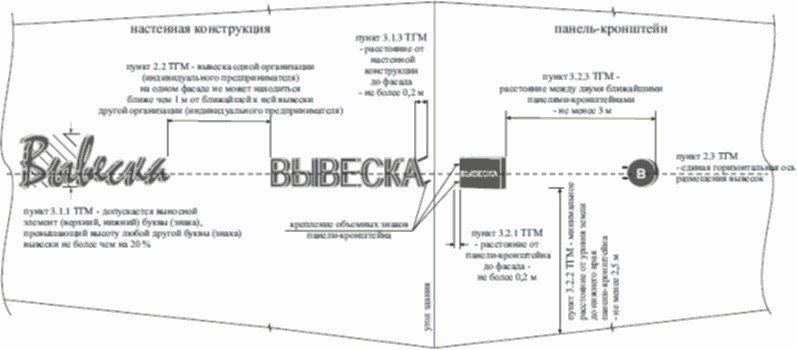 настенная конструкция
панель-кронштейн
пункт 2.2 ТГМ - вывеска одной организации
(индивидуального предпринимателя)
на одном фасаде не может находиться
ближе чем 1 м от ближайшей к ней вывески
другой организации (индивидуального предпринимателя)
пункт 3.1.3 ТГМ
- расстояние от
настенной
конструкции
до фасада
- не более 0,2 м
пункт 3.2.3 ТГМ -
расстояние между двумя ближайшими
панелями-кронштейнами
- не менее 3 м
Вывеска
ВЫВЕСКА
ВЫВЕСКА
В
пункт 2.3 ТГМ
- единая горизонтальная ось
размещения вывесок
пункт 3.1.1 ТГМ - допускается выносной
элемент (верхний, нижний) буквы (знака),
превышающий высоту любой другой буквы (знака)
вывески не более чем на 20 %
крепление объемных знаков
панели-кронштейна
пункт 3.2.1 ТГМ
- расстояние от
панели-кронштейна
до фасада -
не более 0,2 м
пункт 3.2.2 ТГМ - минимальное
расстояние от уровня земли
до нижнего края
панели-кронштейна
- не менее 2,5 м
угол здания